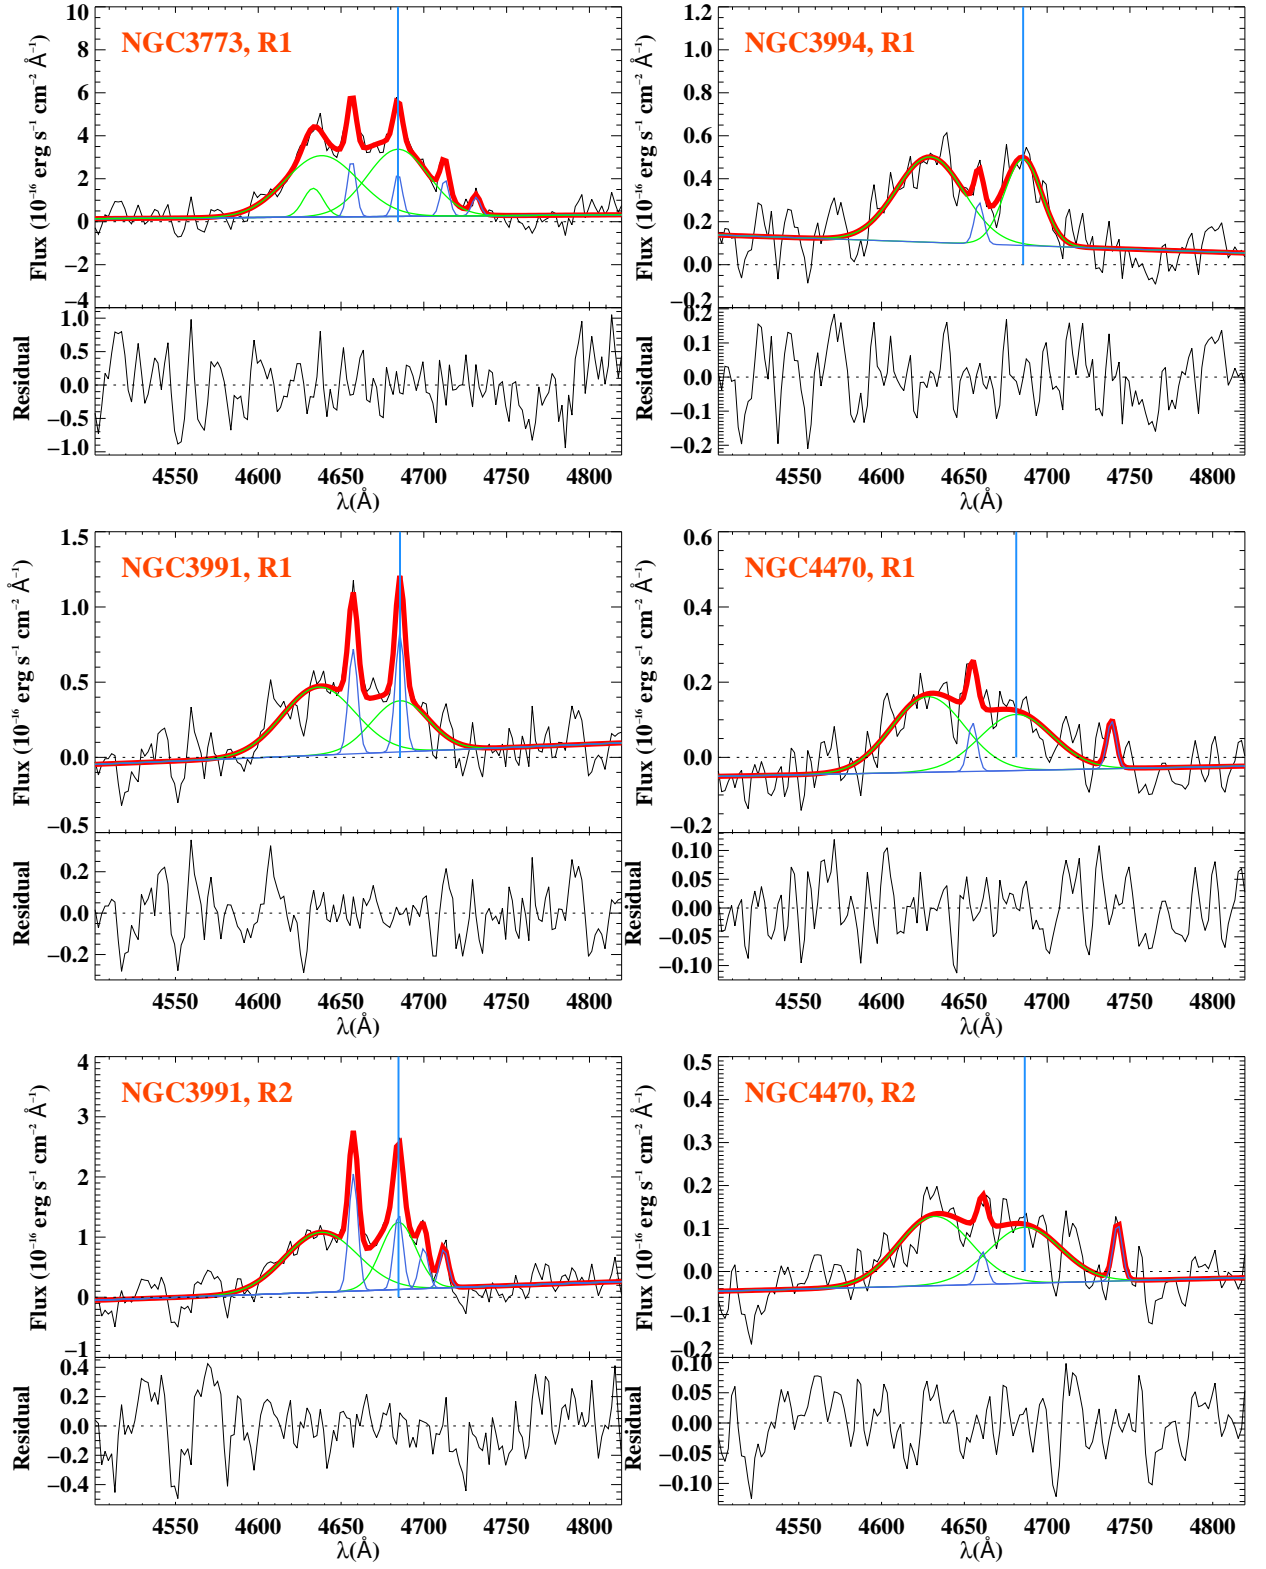 NGC3773, R1
10
8
6
4
2
0
−2
−4
Flux (10⁻¹⁶ erg s⁻¹ cm⁻² Å⁻¹)
1.0
0.5
0.0
−0.5
−1.0
Residual
4550 4600 4650 4700 4750 4800
λ(Å)
NGC3994, R1
1.2
1.0
0.8
0.6
0.4
0.2
0.0
−0.2
Flux (10⁻¹⁶ erg s⁻¹ cm⁻² Å⁻¹)
0.2
0.1
0.0
−0.1
−0.2
Residual
4550 4600 4650 4700 4750 4800
λ(Å)
NGC3991, R1
1.5
1.0
0.5
0.0
−0.5
Flux (10⁻¹⁶ erg s⁻¹ cm⁻² Å⁻¹)
0.2
0.0
−0.2
Residual
4550 4600 4650 4700 4750 4800
λ(Å)
NGC4470, R1
0.6
0.4
0.2
0.0
−0.2
Flux (10⁻¹⁶ erg s⁻¹ cm⁻² Å⁻¹)
0.10
0.05
0.00
−0.05
−0.10
Residual
4550 4600 4650 4700 4750 4800
λ(Å)
NGC3991, R2
4
3
2
1
0
−1
Flux (10⁻¹⁶ erg s⁻¹ cm⁻² Å⁻¹)
0.4
0.2
0.0
−0.2
−0.4
Residual
4550 4600 4650 4700 4750 4800
λ(Å)
NGC4470, R2
0.5
0.4
0.3
0.2
0.1
0.0
−0.1
−0.2
Flux (10⁻¹⁶ erg s⁻¹ cm⁻² Å⁻¹)
0.10
0.05
0.00
−0.05
−0.10
Residual
4550 4600 4650 4700 4750 4800
λ(Å)